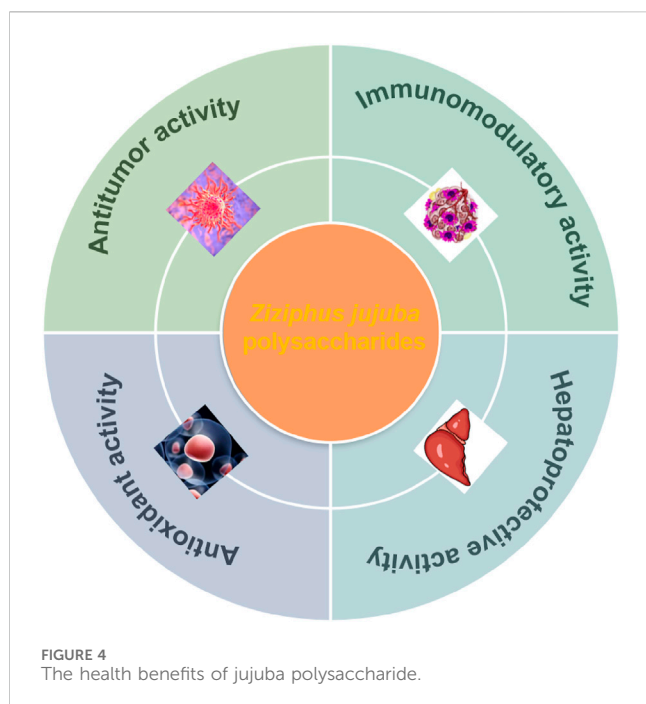 Antitumor activity
Immunomodulatory activity
Ziziphus jujuba
polysaccharides
Antioxidant activity
Hepatoprotective activity
FIGURE 4
The health benefits of jujuba polysaccharide.